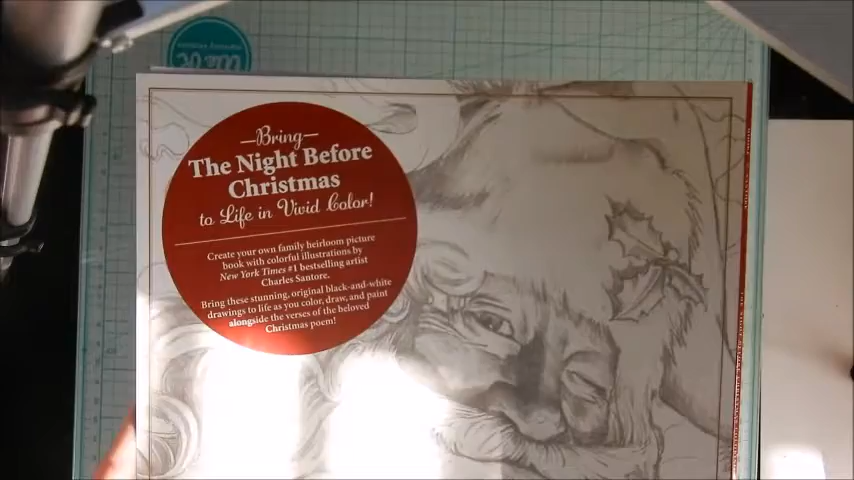 Bring
The Night Before
Christmas
to Life in Vivid Color!
Create your own family heirloom picture
book with colorful illustrations by
New York Times #1 bestselling artist
Charles Santore.
Bring these stunning, original black-and-white
drawings to life as you color, draw, and paint
alongside the verses of the beloved
Christmas poem!